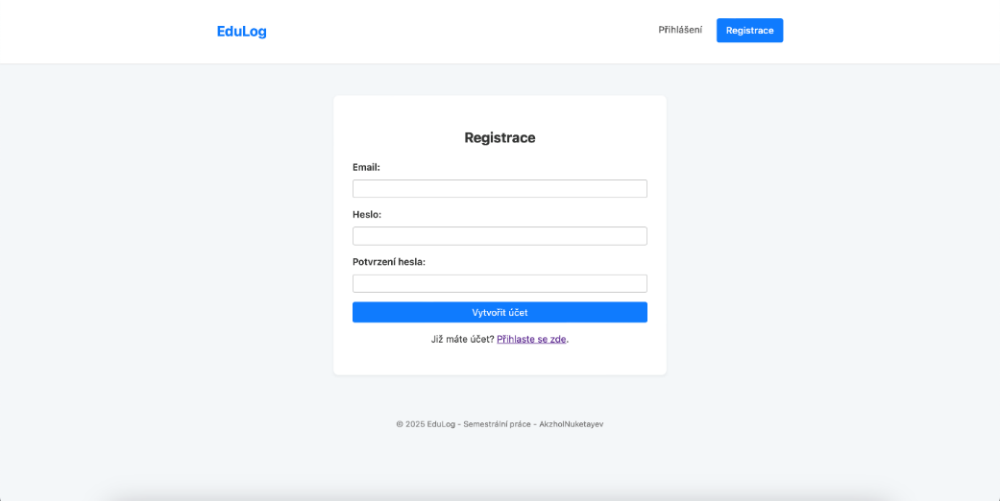 EduLog
Přihlášení
Registrace
Registrace
Email:
Heslo:
Potvrzení hesla:
Vytvořit účet
Již máte účet? Přihlaste se zde.
© 2025 EduLog - Semestrální práce - AkzholNuketayev